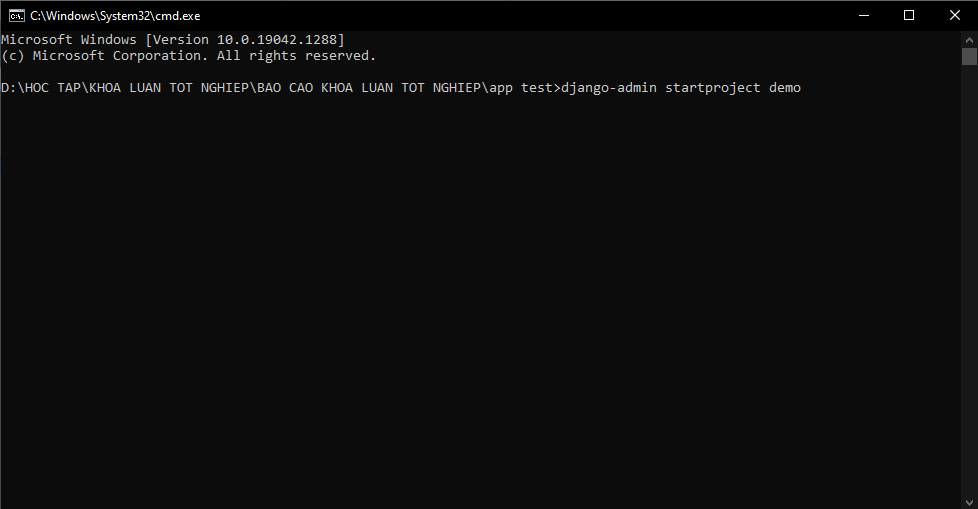 C:\Windows\System32\cmd.exe
Microsoft Windows [Version 10.0.19042.1288]
(c) Microsoft Corporation. All rights reserved.
D:\HOC TAP\KHOA LUAN TOT NGHIEP\BAO CAO KHOA LUAN TOT NGHIEP\app test>django-admin startproject demo